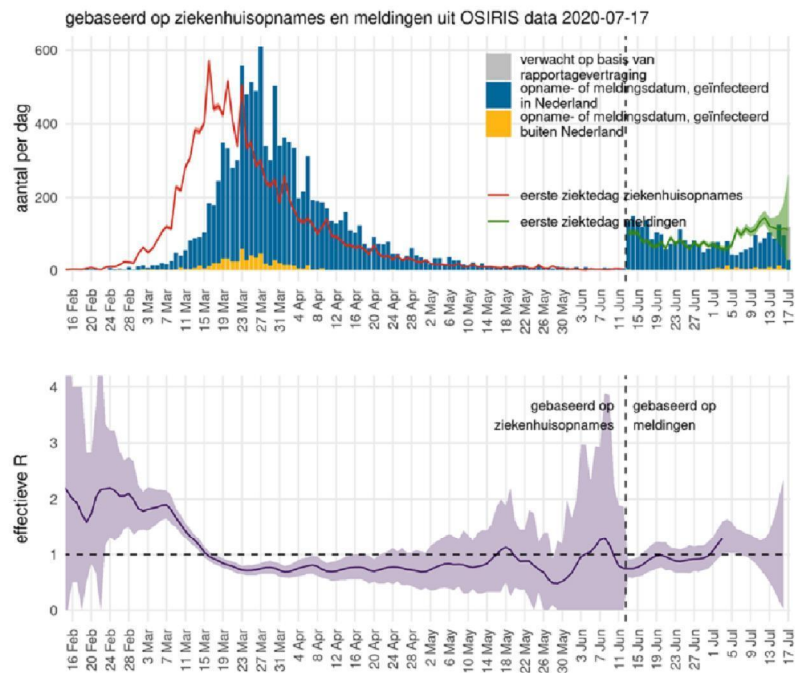 gebaseerd op ziekenhuisopnames en meldingen uit OSIRIS data 2020-07-17
600
400
200
0
aantal per dag
verwacht op basis van
rapportagevertraging
opname- of meldingsdatum, geïnfecteerd
in Nederland
opname- of meldingsdatum, geïnfecteerd
buiten Nederland
eerste ziektedag ziekenhuisopnames
eerste ziektedag meldingen
16 Feb
20 Feb
24 Feb
28 Feb
3 Mar
7 Mar
11 Mar
15 Mar
19 Mar
23 Mar
27 Mar
31 Mar
4 Apr
8 Apr
12 Apr
16 Apr
20 Apr
24 Apr
28 Apr
2 May
6 May
10 May
14 May
18 May
22 May
26 May
30 May
3 Jun
7 Jun
11 Jun
15 Jun
19 Jun
23 Jun
27 Jun
1 Jul
5 Jul
9 Jul
13 Jul
17 Jul
4
3
2
1
0
effectieve R
gebaseerd op
ziekenhuisopnames
gebaseerd op
meldingen
16 Feb
20 Feb
24 Feb
28 Feb
3 Mar
7 Mar
11 Mar
15 Mar
19 Mar
23 Mar
27 Mar
31 Mar
4 Apr
8 Apr
12 Apr
16 Apr
20 Apr
24 Apr
28 Apr
2 May
6 May
10 May
14 May
18 May
22 May
26 May
30 May
3 Jun
7 Jun
11 Jun
15 Jun
19 Jun
23 Jun
27 Jun
1 Jul
5 Jul
9 Jul
13 Jul
17 Jul